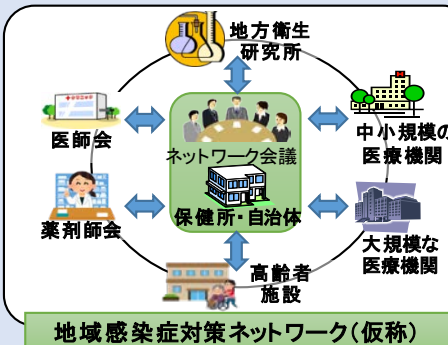 地方衛生
研究所
医師会
中小規模の
医療機関
ネットワーク会議
保健所・自治体
薬剤師会
大規模な
医療機関
高齢者
施設
地域感染症対策ネットワーク(仮称)